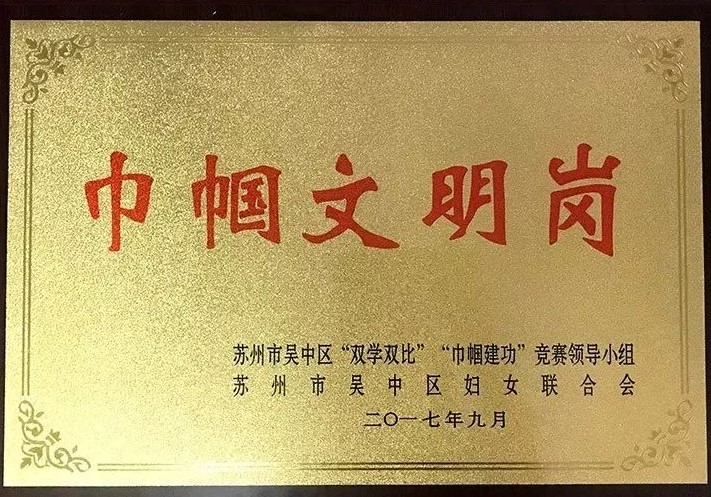 巾帼文明岗
苏州市吴中区“双学双比”“巾帼建功”竞赛领导小组
苏州市吴中区妇女联合会
二〇一七年九月